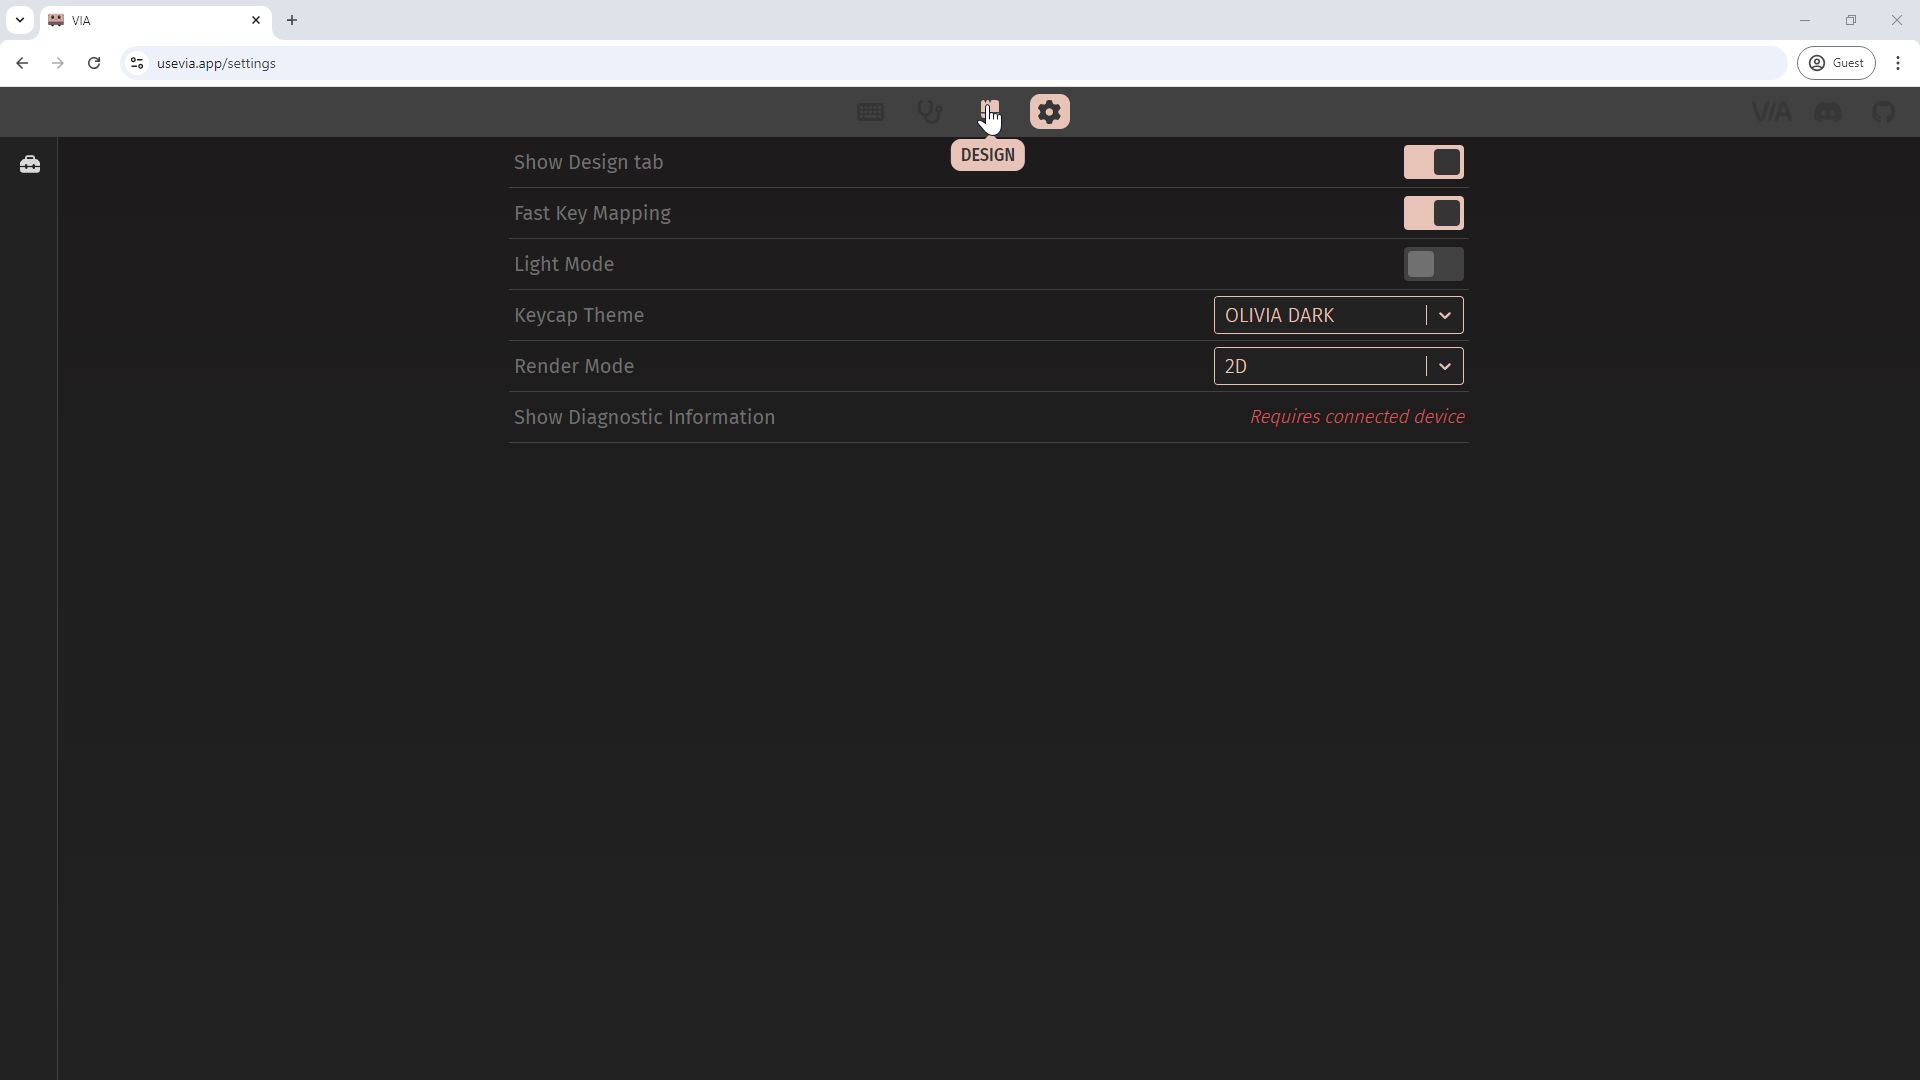 VIA
usevia.app/settings
Guest
VIA
DESIGN
Show Design tab
Fast Key Mapping
Light Mode
Keycap Theme
OLIVIA DARK
Render Mode
2D
Show Diagnostic Information
Requires connected device